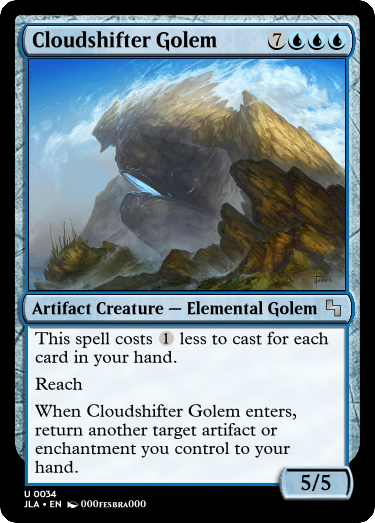 Cloudshifter Golem 7
This spell costs 1 less to cast for each
card in your hand.
Reach
When Cloudshifter Golem enters,
return another target artifact or
enchantment you control to your
hand.
Artifact Creature — Elemental Golem
5/5
U 0034
JLA • EN 000FESBRA000